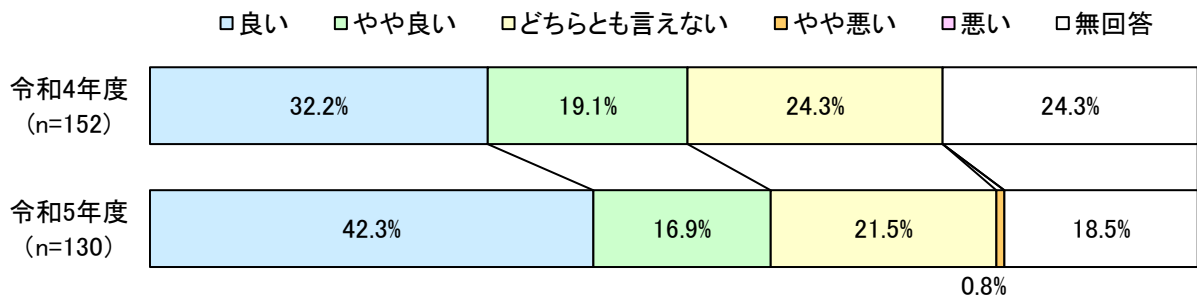 良い やや良い どちらとも言えない やや悪い 悪い 無回答
令和4年度
(n=152)
32.2% 19.1% 24.3% 24.3%
令和5年度
(n=130)
42.3% 16.9% 21.5% 18.5%
0.8%